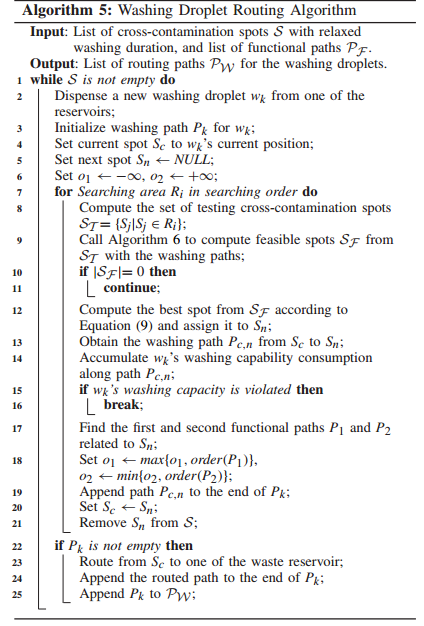 Algorithm 5: Washing Droplet Routing Algorithm
Input: List of cross-contamination spots S with relaxed
washing duration, and list of functional paths P_F.
Output: List of routing paths P_W for the washing droplets.
1 while S is not empty do
2 Dispense a new washing droplet w_k from one of the
reservoirs;
3 Initialize washing path P_k for w_k;
4 Set current spot S_c to w_k's current position;
5 Set next spot S_n ← NULL;
6 Set o_1 ← −∞, o_2 ← +∞;
7 for Searching area R_i in searching order do
8 Compute the set of testing cross-contamination spots
S_T = {S_j|S_j ∈ R_i};
9 Call Algorithm 6 to compute feasible spots S_F from
S_T with the washing paths;
10 if |S_F|= 0 then
11 continue;
12 Compute the best spot from S_F according to
Equation (9) and assign it to S_n;
13 Obtain the washing path P_c,n from S_c to S_n;
14 Accumulate w_k's washing capability consumption
along path P_c,n;
15 if w_k's washing capacity is violated then
16 break;
17 Find the first and second functional paths P_1 and P_2
related to S_n;
18 Set o_1 ← max{o_1, order(P_1)},
o_2 ← min{o_2, order(P_2)};
19 Append path P_c,n to the end of P_k;
20 Set S_c ← S_n;
21 Remove S_n from S;
22 if P_k is not empty then
23 Route from S_c to one of the waste reservoir;
24 Append the routed path to the end of P_k;
25 Append P_k to P_W;